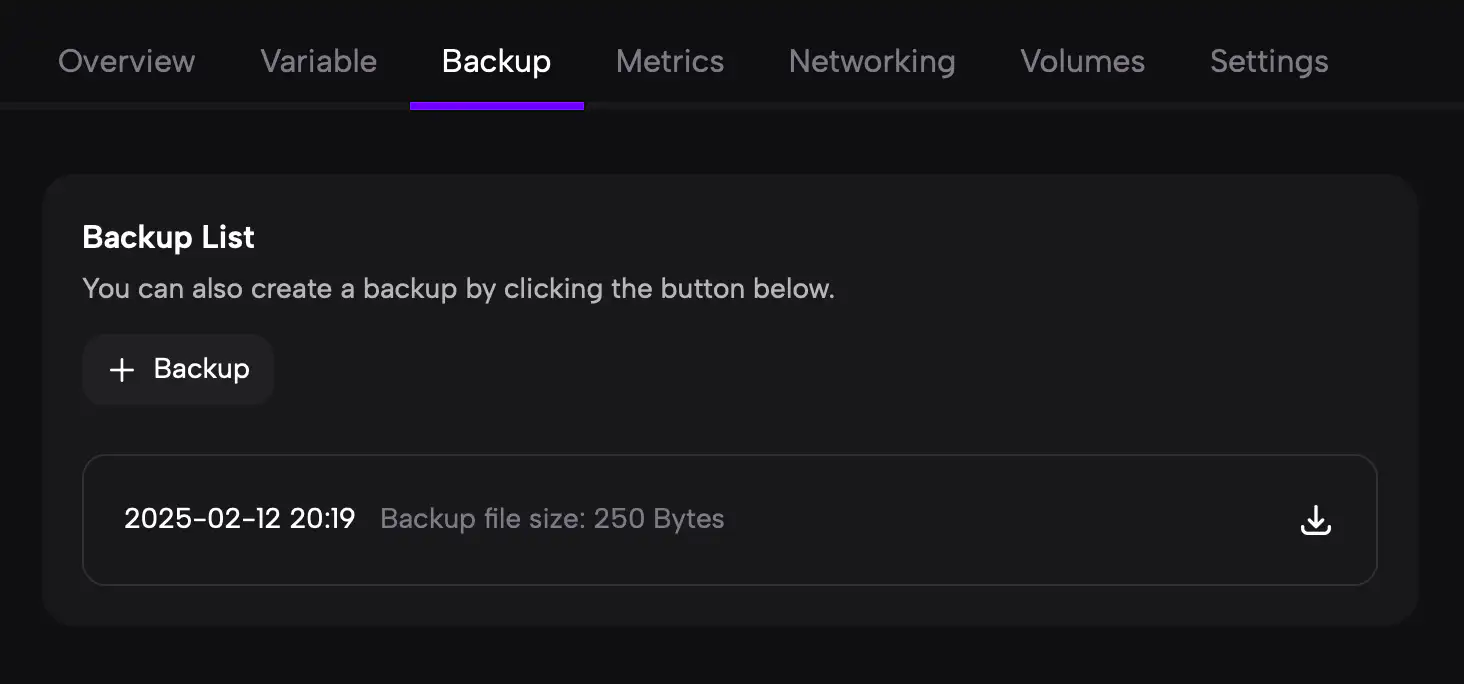 Overview Variable Backup Metrics Networking Volumes Settings
Backup List
You can also create a backup by clicking the button below.
Backup
2025-02-12 20:19 Backup file size: 250 Bytes